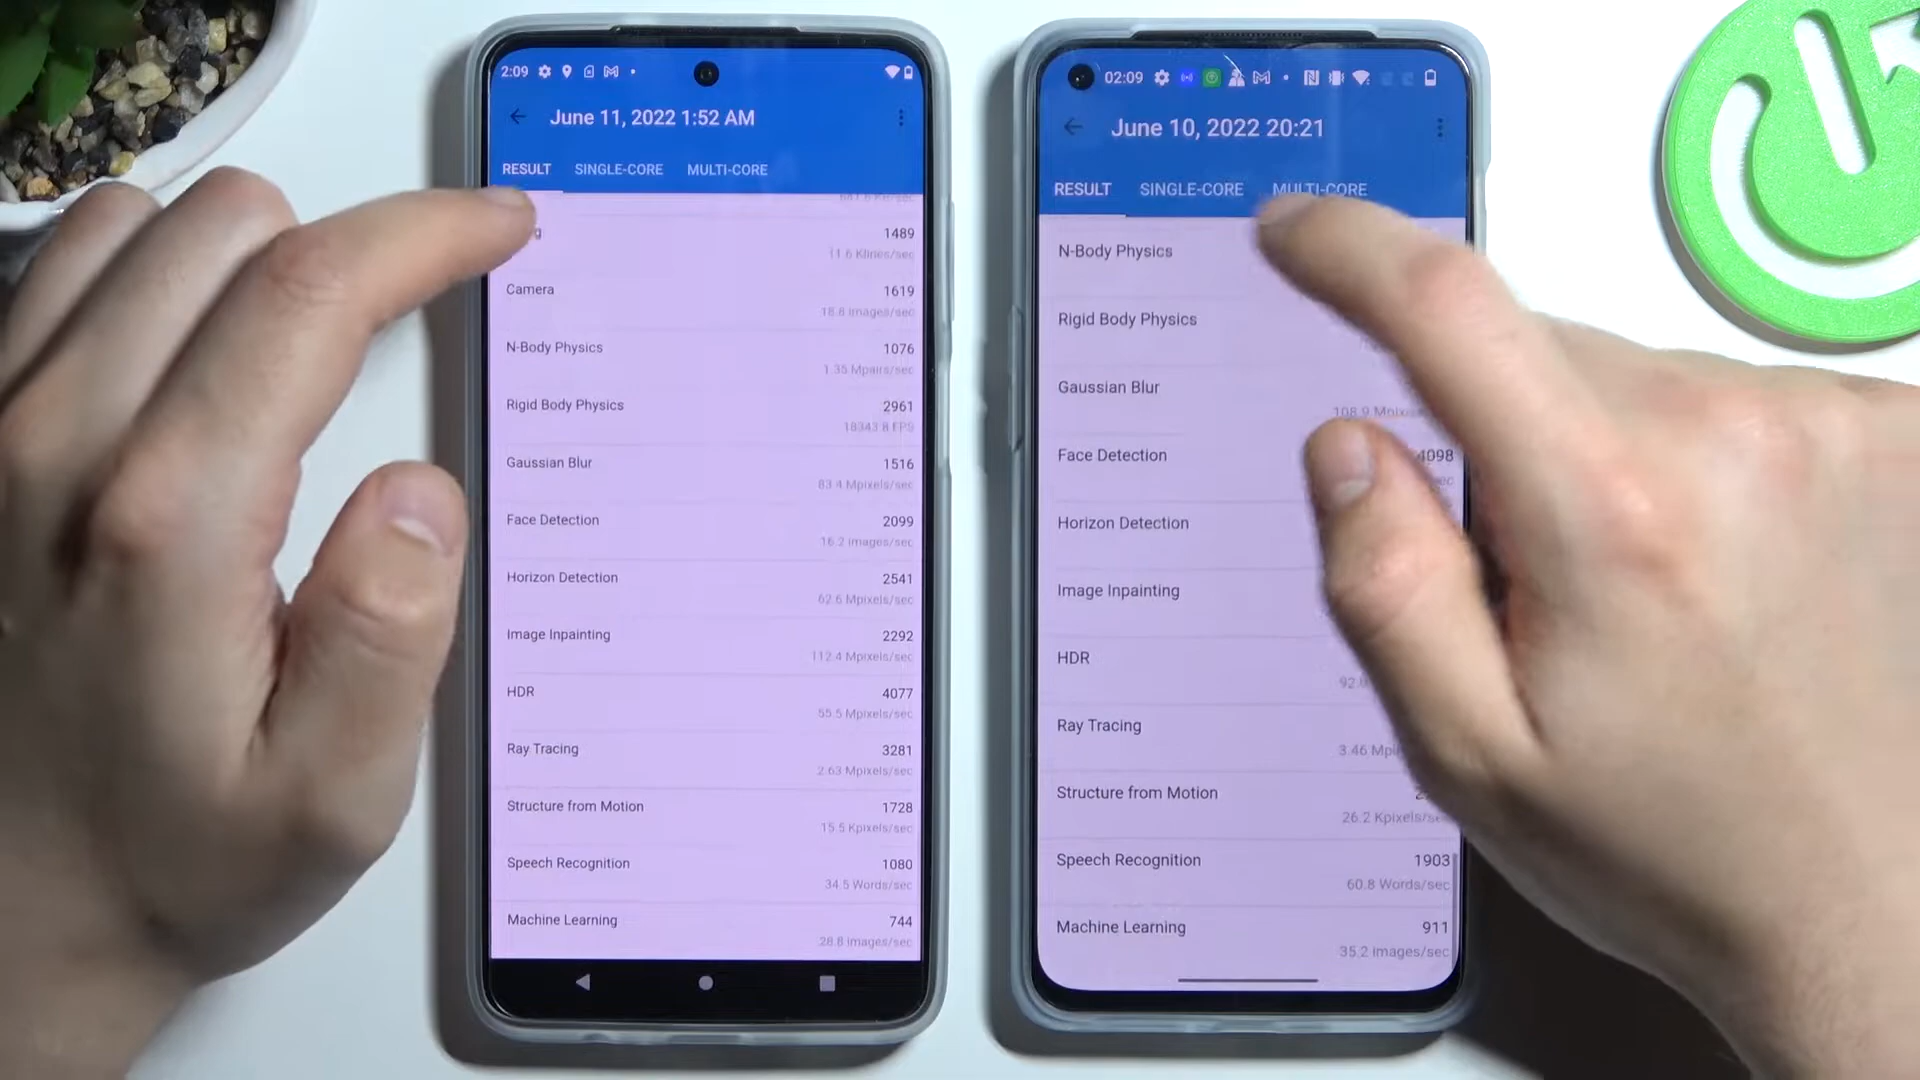 2:09
June 11, 2022 1:52 AM
RESULT SINGLE-CORE MULTI-CORE
1489
11.6 Klines/sec
Camera 1619
18.8 images/sec
N-Body Physics 1076
1.35 Mpairs/sec
Rigid Body Physics 2961
18343.8 FPS
Gaussian Blur 1516
83.4 Mpixels/sec
Face Detection 2099
16.2 images/sec
Horizon Detection 2541
62.6 Mpixels/sec
Image Inpainting 2292
112.4 Mpixels/sec
HDR 4077
55.5 Mpixels/sec
Ray Tracing 3281
2.63 Mpixels/sec
Structure from Motion 1728
15.5 Kpixels/sec
Speech Recognition 1080
34.5 Words/sec
Machine Learning 744
28.8 images/sec
02:09
June 10, 2022 20:21
RESULT SINGLE-CORE MULTI-CORE
N-Body Physics
Rigid Body Physics
Gaussian Blur
108.9
Face Detection 4098
Horizon Detection
Image Inpainting
HDR
Ray Tracing
3.46
Structure from Motion
26.2 Kpixels/sec
Speech Recognition 1903
60.8 Words/sec
Machine Learning 911
35.2 images/sec